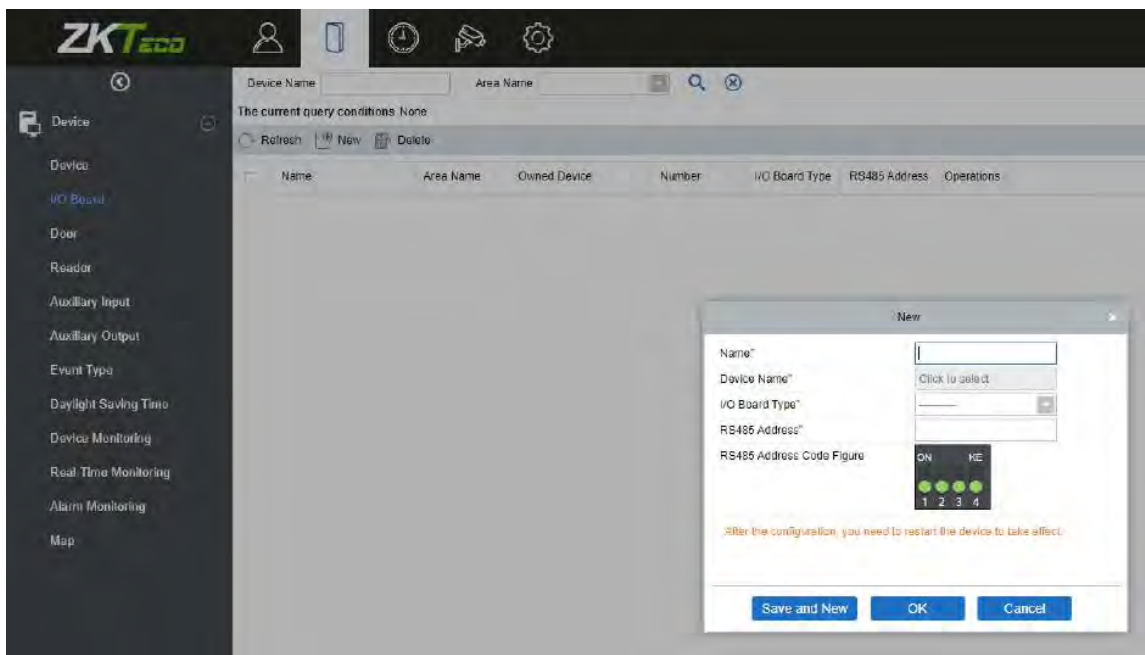 ZKTeco
Device Name
Area Name
The current query conditions None
Refresh New Delete
Name Area Name Owned Device Number I/O Board Type RS485 Address Operations
Device
Device
I/O Board
Door
Reader
Auxiliary Input
Auxiliary Output
Event Type
Daylight Saving Time
Device Monitoring
Real-Time Monitoring
Alarm Monitoring
Map
New
Name*
Device Name* Click to select
I/O Board Type* ---------
RS485 Address*
RS485 Address Code Figure
ON KE
1 2 3 4
After the configuration, you need to restart the device to take effect.
Save and New OK Cancel